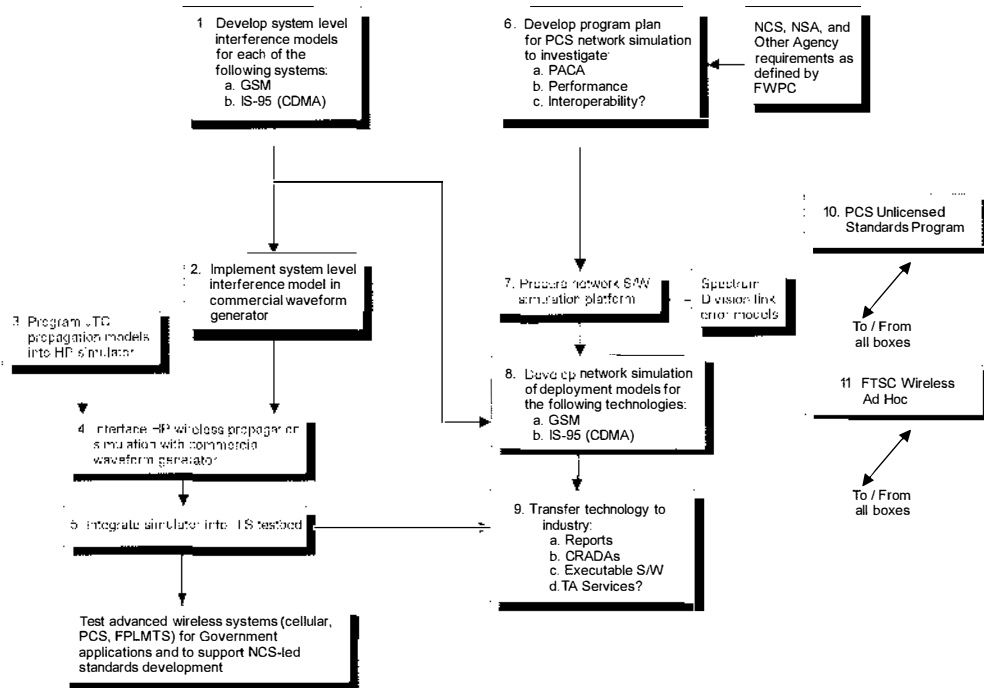 1 Develop system level
interference models
for each of the
following systems:
a. GSM
b. IS-95 (CDMA)
6. Develop program plan
for PCS network simulation
to investigate:
a. PACA
b. Performance
c. Interoperability?
NCS, NSA, and
Other Agency
requirements as
defined by
FWPC
10. PCS Unlicensed
Standards Program
To / From
all boxes
2. Implement system level
interference model in
commercial waveform
generator
7. Procure network S/W
simulation platform
Spectrum
Division link
error models
3. Program JTC
propagation models
into HP simulator
8. Develop network simulation
of deployment models for
the following technologies:
a. GSM
b. IS-95 (CDMA)
11 FTSC Wireless
Ad Hoc
To / From
all boxes
4. Interface HP wireless propagation
simulation with commercial
waveform generator
5. Integrate simulator into ITS testbed
9. Transfer technology to
industry:
a. Reports
b. CRADAs
c. Executable S/W
d. TA Services?
Test advanced wireless systems (cellular,
PCS, FPLMTS) for Government
applications and to support NCS-led
standards development